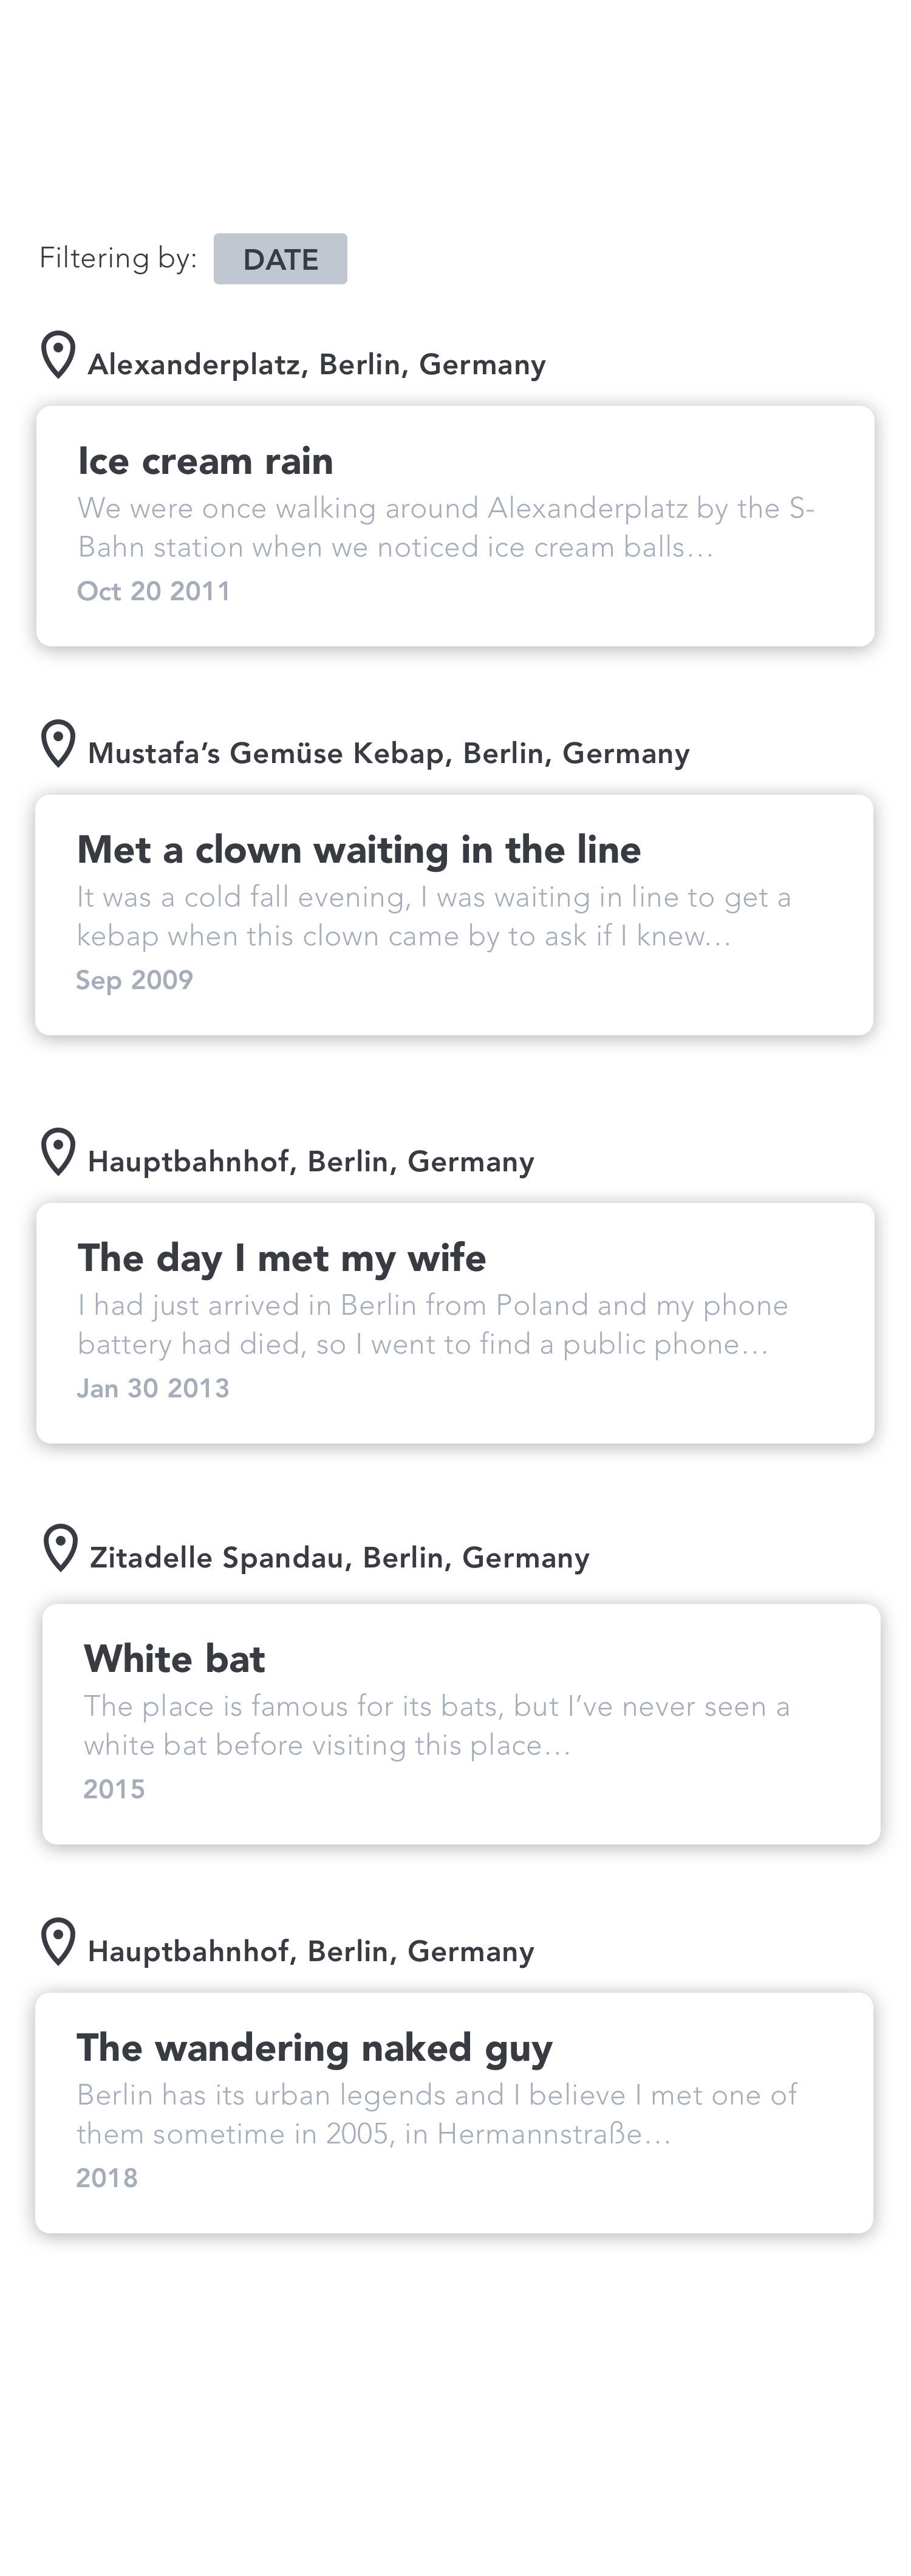 Filtering by: DATE
Alexanderplatz, Berlin, Germany
Ice cream rain
We were once walking around Alexanderplatz by the S-
Bahn station when we noticed ice cream balls…
Oct 20 2011
Mustafa’s Gemüse Kebap, Berlin, Germany
Met a clown waiting in the line
It was a cold fall evening, I was waiting in line to get a
kebap when this clown came by to ask if I knew…
Sep 2009
Hauptbahnhof, Berlin, Germany
The day I met my wife
I had just arrived in Berlin from Poland and my phone
battery had died, so I went to find a public phone…
Jan 30 2013
Zitadelle Spandau, Berlin, Germany
White bat
The place is famous for its bats, but I’ve never seen a
white bat before visiting this place…
2015
Hauptbahnhof, Berlin, Germany
The wandering naked guy
Berlin has its urban legends and I believe I met one of
them sometime in 2005, in Hermannstraße…
2018